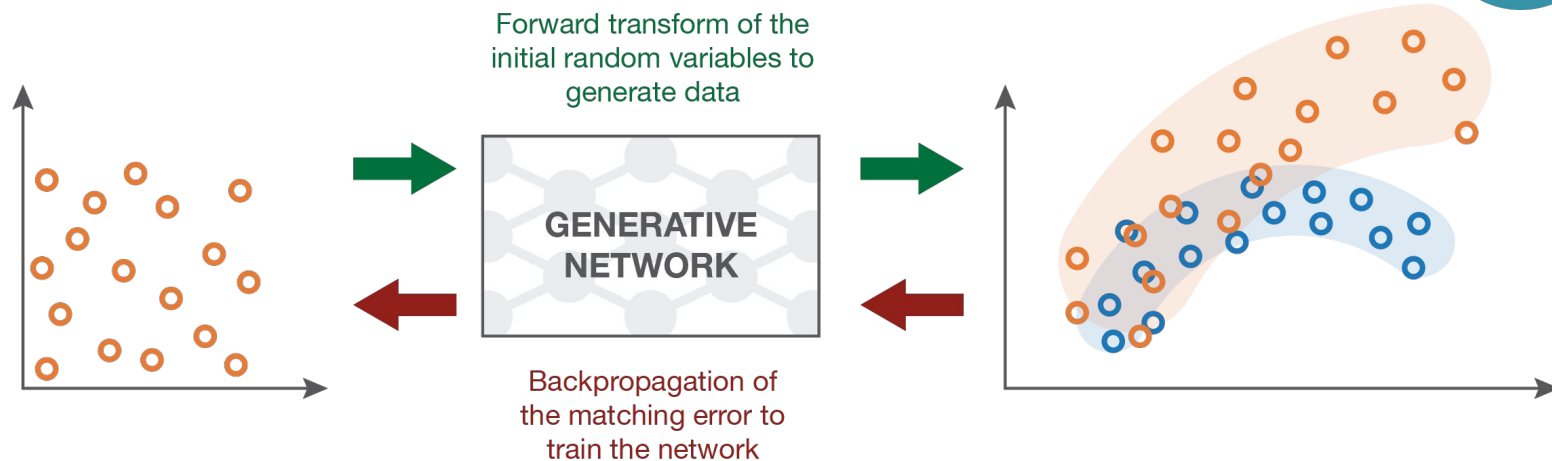 Forward transform of the
initial random variables to
generate data
GENERATIVE
NETWORK
Backpropagation of
the matching error to
train the network